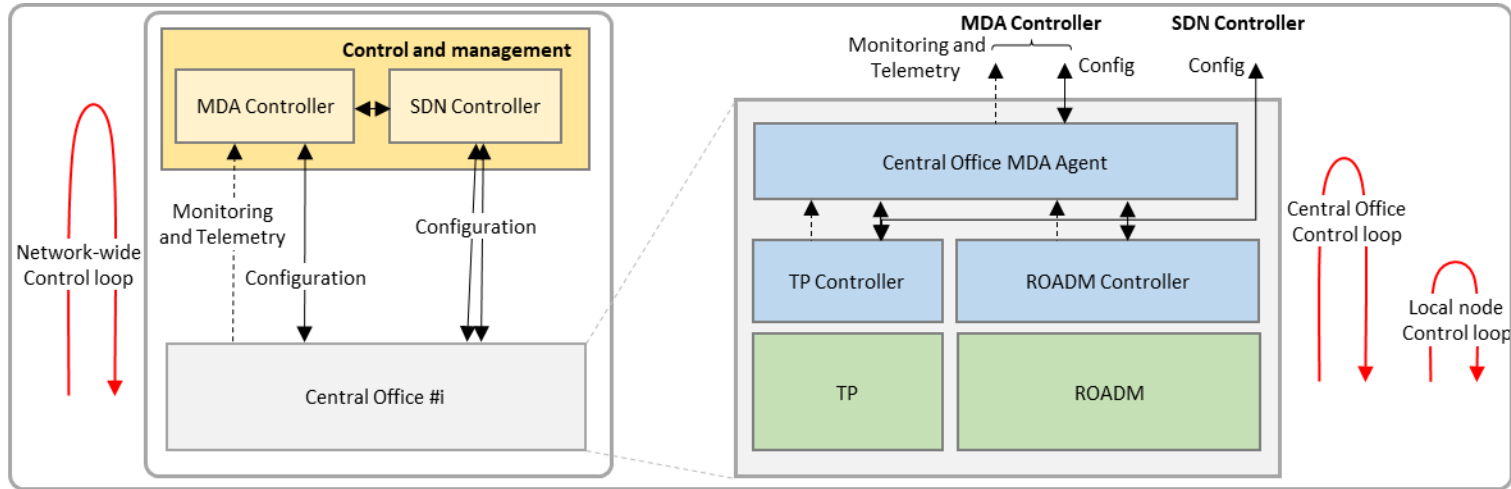 Control and management
MDA Controller
SDN Controller
Monitoring
and Telemetry
Configuration
Configuration
Network-wide
Control loop
Central Office #i
MDA Controller
SDN Controller
Monitoring and
Telemetry
Config
Config
Central Office MDA Agent
TP Controller
ROADM Controller
TP
ROADM
Central Office
Control loop
Local node
Control loop